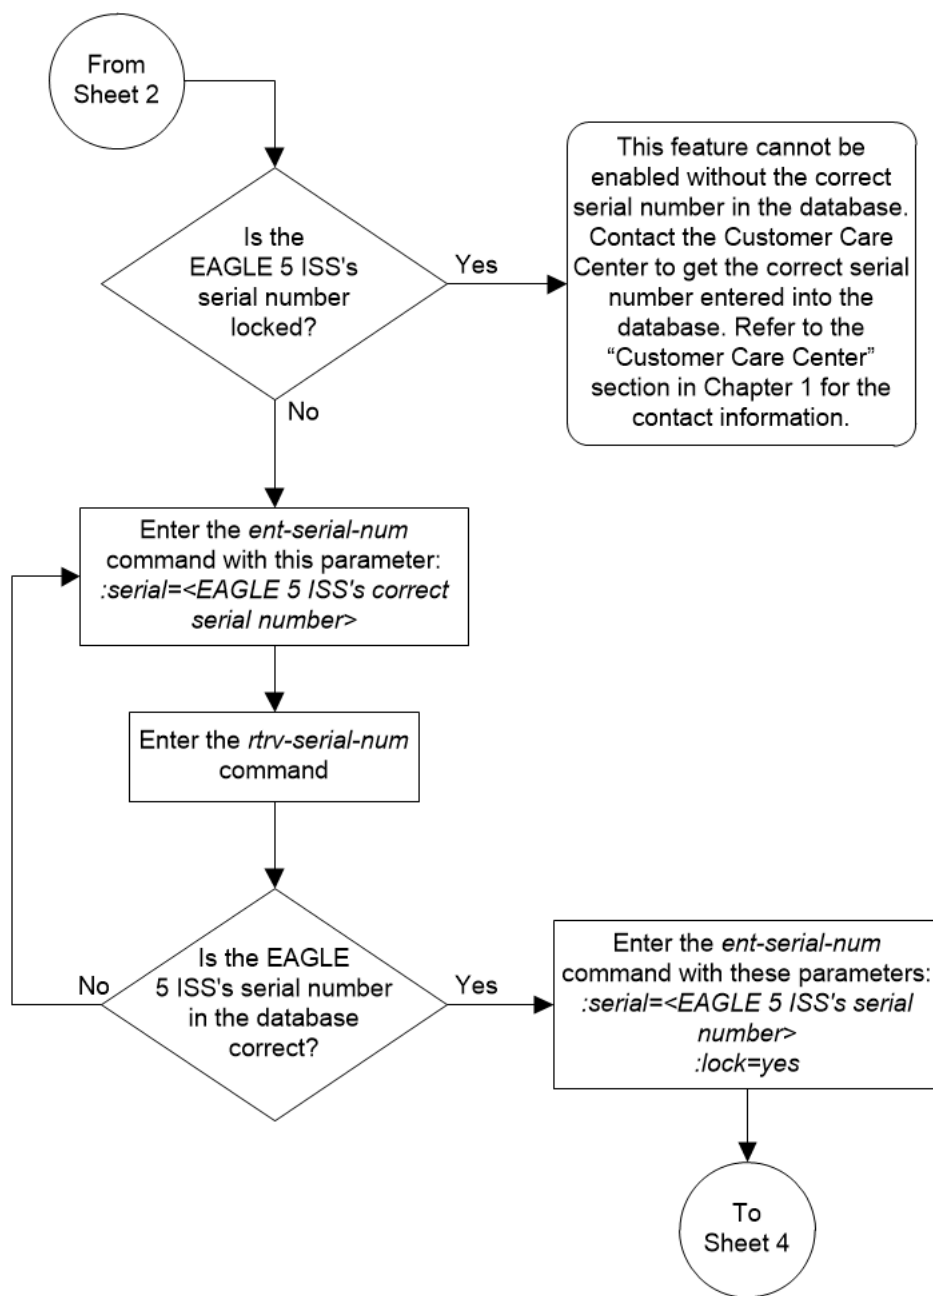 From
Sheet 2
Is the
EAGLE 5 ISS's
serial number
locked?
Yes
This feature cannot be
enabled without the correct
serial number in the database.
Contact the Customer Care
Center to get the correct serial
number entered into the
database. Refer to the
“Customer Care Center”
section in Chapter 1 for the
contact information.
No
Enter the ent-serial-num
command with this parameter:
:serial=<EAGLE 5 ISS's correct
serial number>
Enter the rtrv-serial-num
command
Is the EAGLE
5 ISS's serial number
in the database
correct?
No
Yes
Enter the ent-serial-num
command with these parameters:
:serial=<EAGLE 5 ISS's serial
number>
:lock=yes
To
Sheet 4